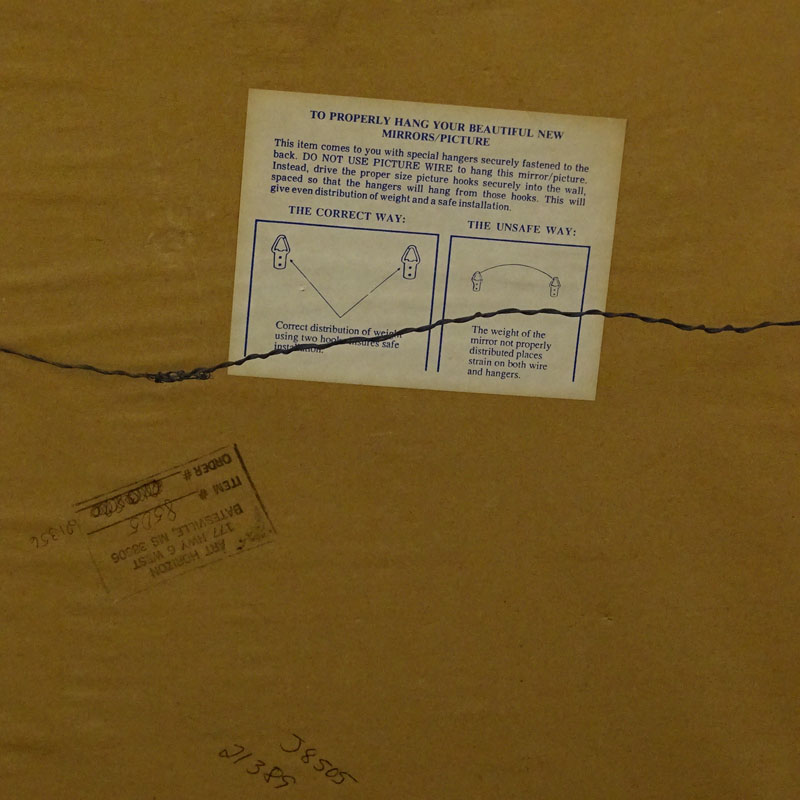 TO PROPERLY HANG YOUR BEAUTIFUL NEW
MIRRORS/PICTURE
This item comes to you with special hangers securely fastened to the
back. DO NOT USE PICTURE WIRE to hang this mirror/picture.
Instead, drive the proper size picture hooks securely into the wall,
spaced so that the hangers will hang from those hooks. This will
give even distribution of weight and a safe installation.
THE CORRECT WAY:
Correct distribution of weight
using two hooks insures safe
installation.
THE UNSAFE WAY:
The weight of the
mirror not properly
distributed places
strain on both wire
and hangers.
ART HORIZON
177 HWY 6 WEST
BATESVILLE, MS 38606
ITEM # 8505
ORDER #
J8505
21389